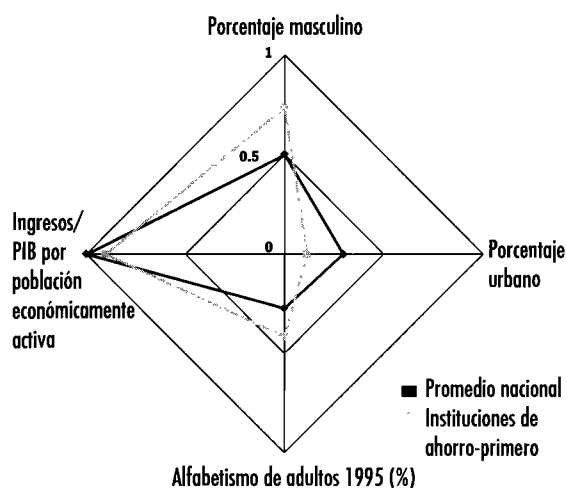 Porcentaje masculino
1
0.5
0
Ingresos/
PIB por
población
económicamente
activa
Porcentaje
urbano
Promedio nacional
Instituciones de
ahorro-primero
Alfabetismo de adultos 1995 (%)